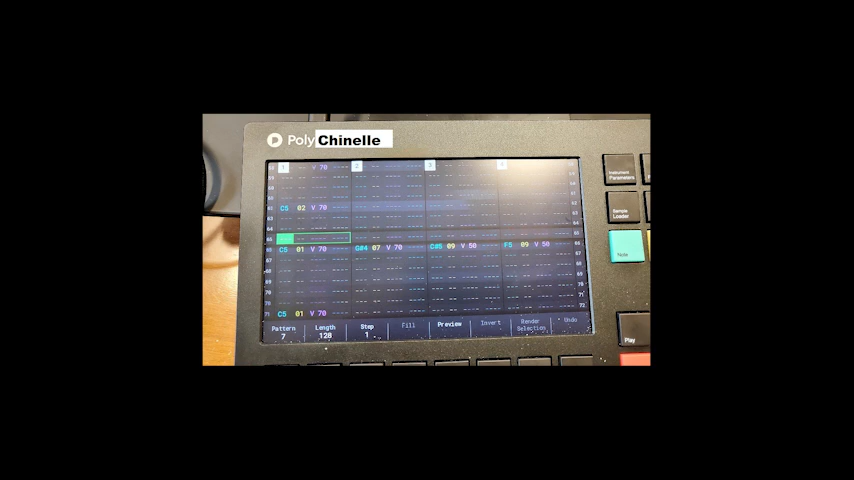 Poly Chinelle
1 V 70 2 3 4
C5 02 V 70
C5 01 V 70 G#4 07 V 70 C#5 09 V 50 F5 09 V 50
C5 01 V 70
Pattern Length Step Fill Preview Invert Render Selection Undo
7 128 1
Instrument
Parameters
Sample
Loader
Note
Play